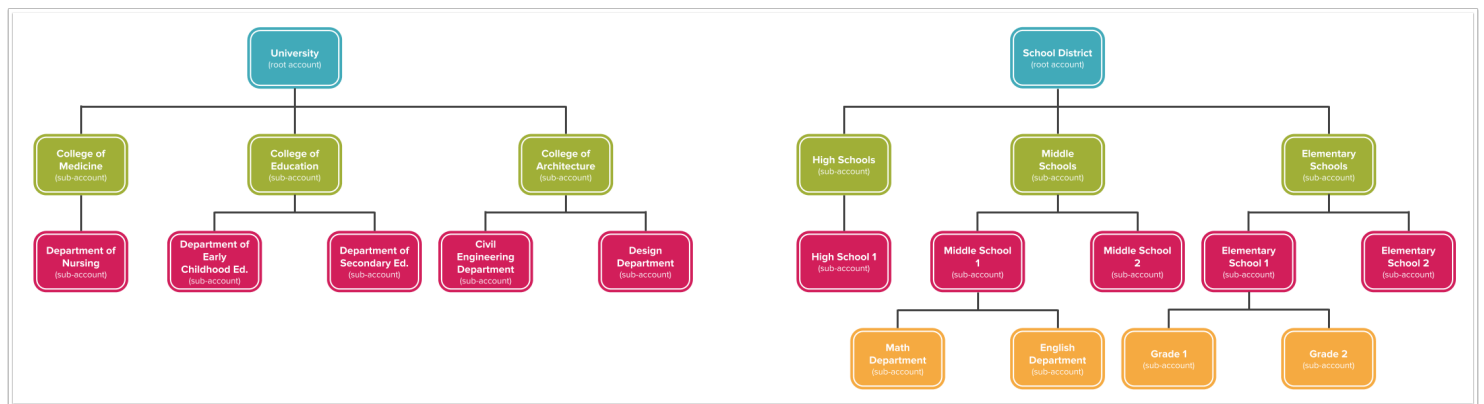 University
(root account)
School District
(root account)
College of
Medicine
(sub-account)
College of
Education
(sub-account)
College of
Architecture
(sub-account)
High Schools
(sub-account)
Middle
Schools
(sub-account)
Elementary
Schools
(sub-account)
Department of
Nursing
(sub-account)
Department of
Early
Childhood Ed.
(sub-account)
Department of
Secondary Ed.
(sub-account)
Civil
Engineering
Department
(sub-account)
Design
Department
(sub-account)
High School 1
(sub-account)
Middle School
1
(sub-account)
Middle School
2
(sub-account)
Elementary
School 1
(sub-account)
Elementary
School 2
(sub-account)
Math
Department
(sub-account)
English
Department
(sub-account)
Grade 1
(sub-account)
Grade 2
(sub-account)